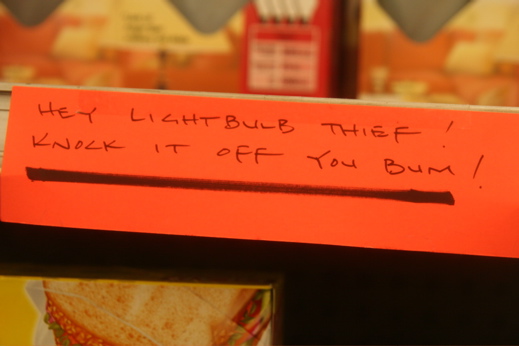 HEY LIGHTBULB THIEF!
KNOCK IT OFF YOU BUM!